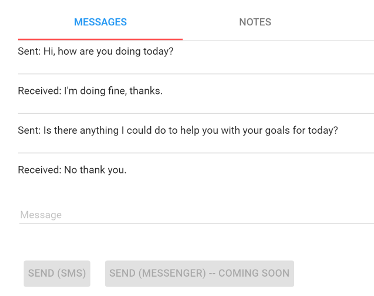 MESSAGES NOTES
Sent: Hi, how are you doing today?
Received: I'm doing fine, thanks.
Sent: Is there anything I could do to help you with your goals for today?
Received: No thank you.
Message
SEND (SMS) SEND (MESSENGER) -- COMING SOON